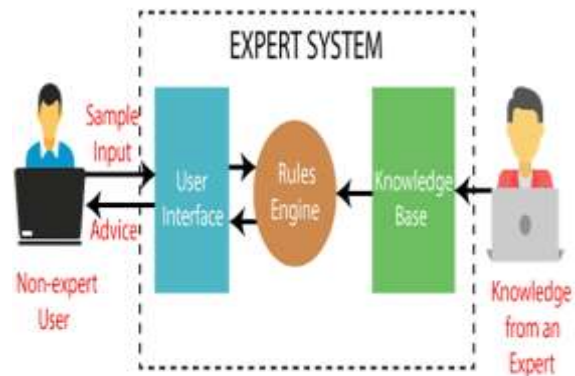 EXPERT SYSTEM
Sample
Input
Advice
Non-expert
User
User
Interface
Rules
Engine
Knowledge
Base
Knowledge
from an
Expert